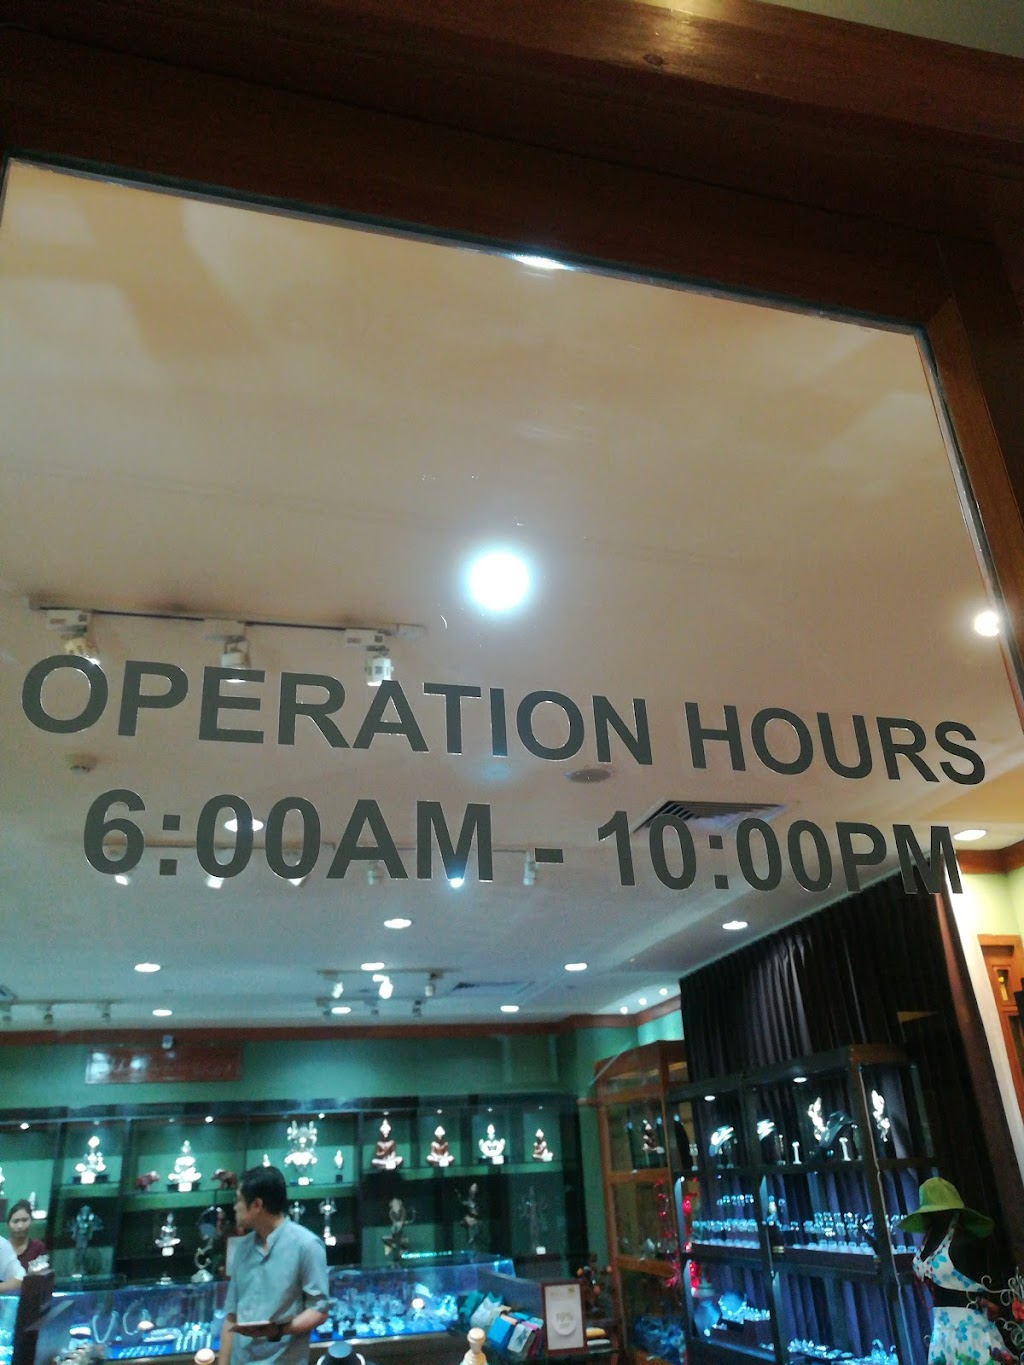 OPERATION HOURS
6:00AM - 10:00PM